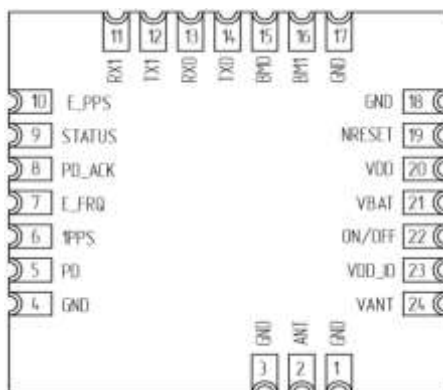 11 12 13 14 15 16 17
RX1 TX1 RX0 TX0 BM0 BM1 GND
10 E_PPS
GND 18
9 STATUS
NRESET 19
8 PD_ACK
VDD 20
7 E_FRQ
VBAT 21
6 1PPS
ON/OFF 22
5 PD
VDD_IO 23
4 GND
VANT 24
GND ANT GND
3 2 1